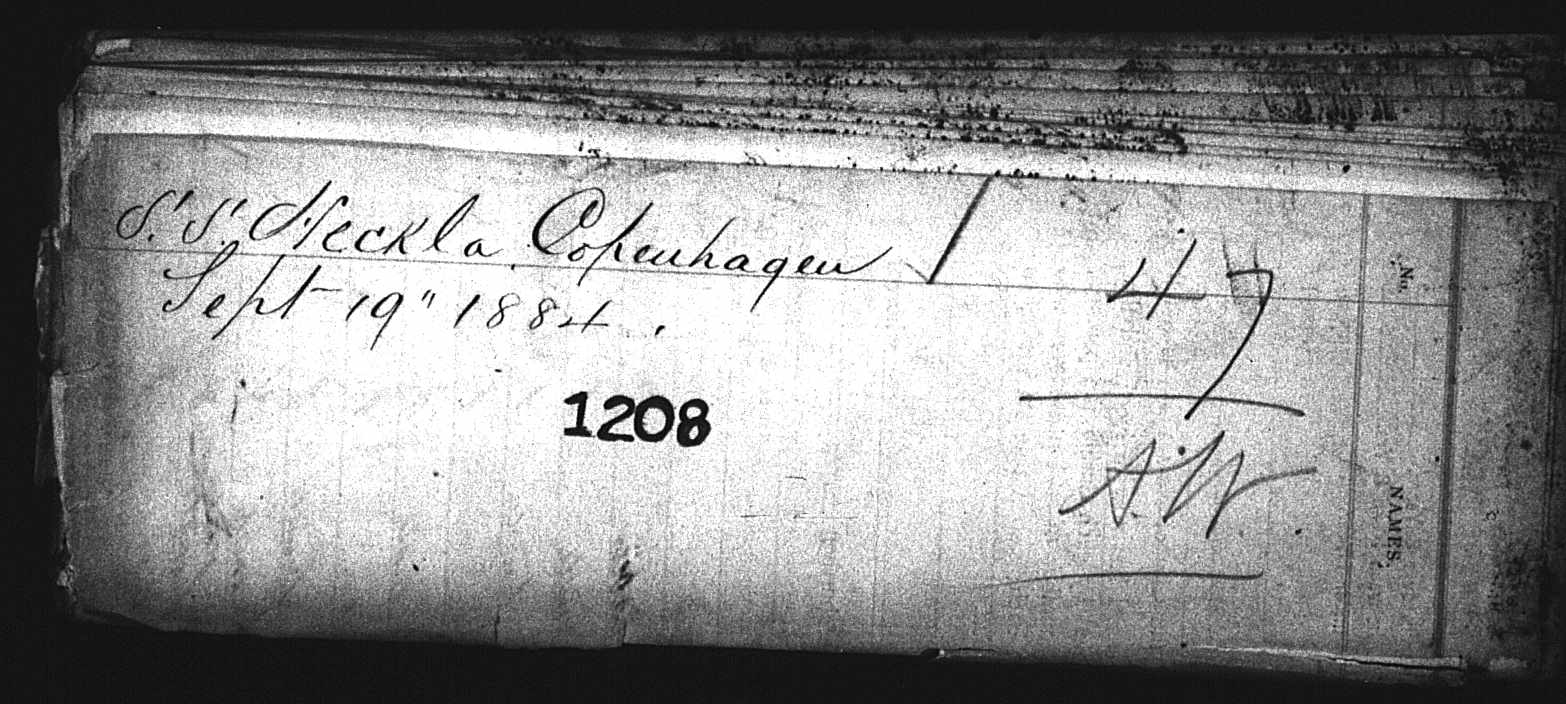 S.S. Heckla Copenhagen
Sept 19" 1884.
1208
47
A.W.
No.
NAMES.